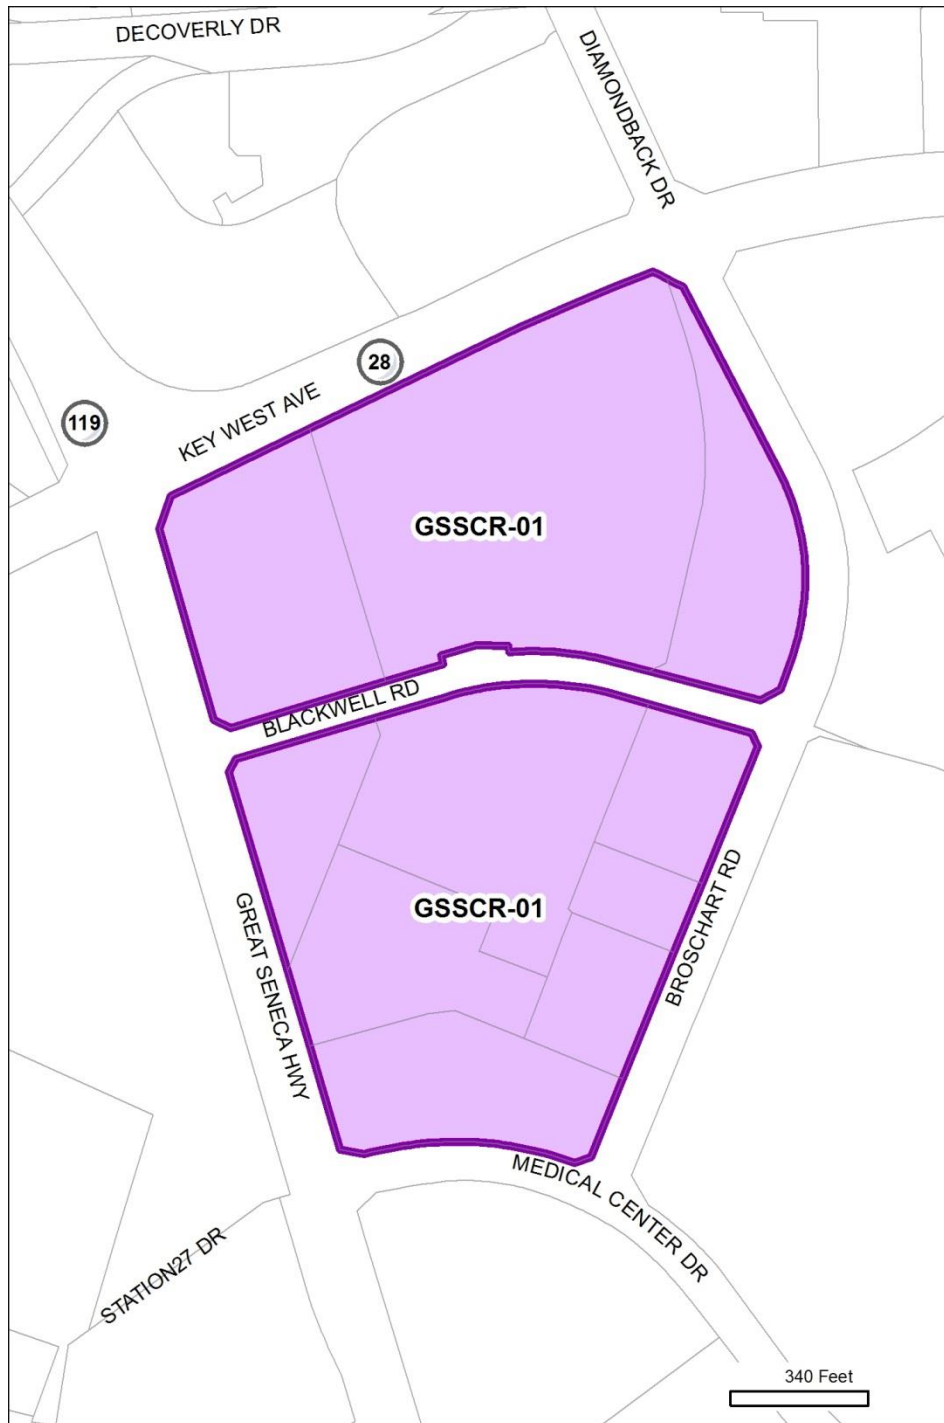 DECOVERLY DR
DIAMONDBACK DR
28
KEY WEST AVE
119
GSSCR-01
BLACKWELL RD
GSSCR-01
BROSCHART RD
GREAT SENECA HWY
MEDICAL CENTER DR
STATION27 DR
340 Feet